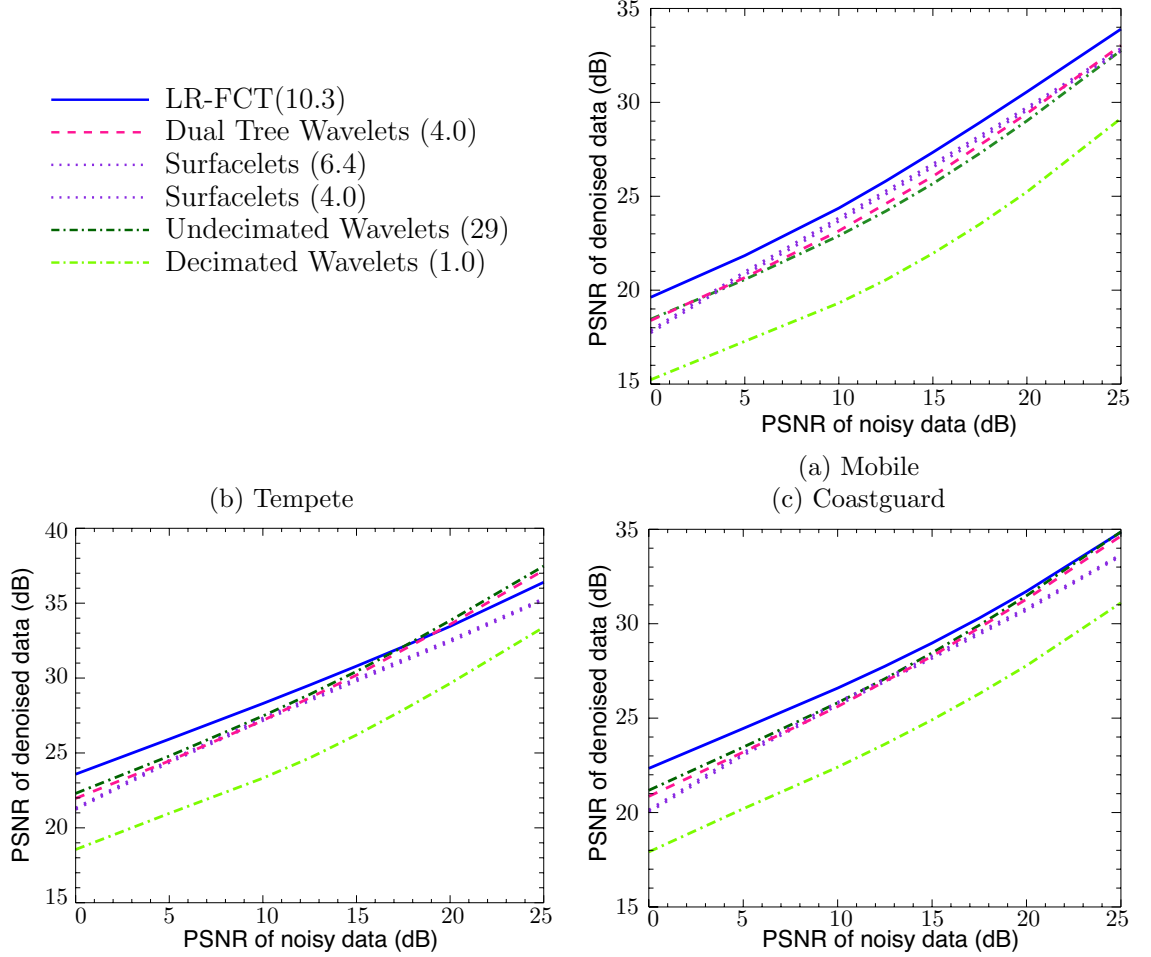 LR-FCT(10.3)
Dual Tree Wavelets (4.0)
Surfacelets (6.4)
Surfacelets (4.0)
Undecimated Wavelets (29)
Decimated Wavelets (1.0)
35
30
25
20
15
PSNR of denoised data (dB)
0 5 10 15 20 25
PSNR of noisy data (dB)
(a) Mobile
(b) Tempete
40
35
30
25
20
15
PSNR of denoised data (dB)
0 5 10 15 20 25
PSNR of noisy data (dB)
(c) Coastguard
35
30
25
20
15
PSNR of denoised data (dB)
0 5 10 15 20 25
PSNR of noisy data (dB)